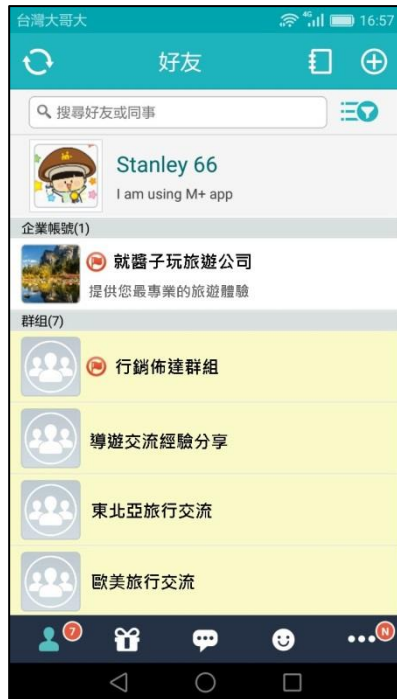 台灣大哥大
4G
16:57
好友
搜尋好友或同事
Stanley 66
I am using M+ app
企業帳號(1)
就醬子玩旅遊公司
提供您最專業的旅遊體驗
群组(7)
行銷佈達群組
導遊交流經驗分享
東北亞旅行交流
歐美旅行交流
7
N